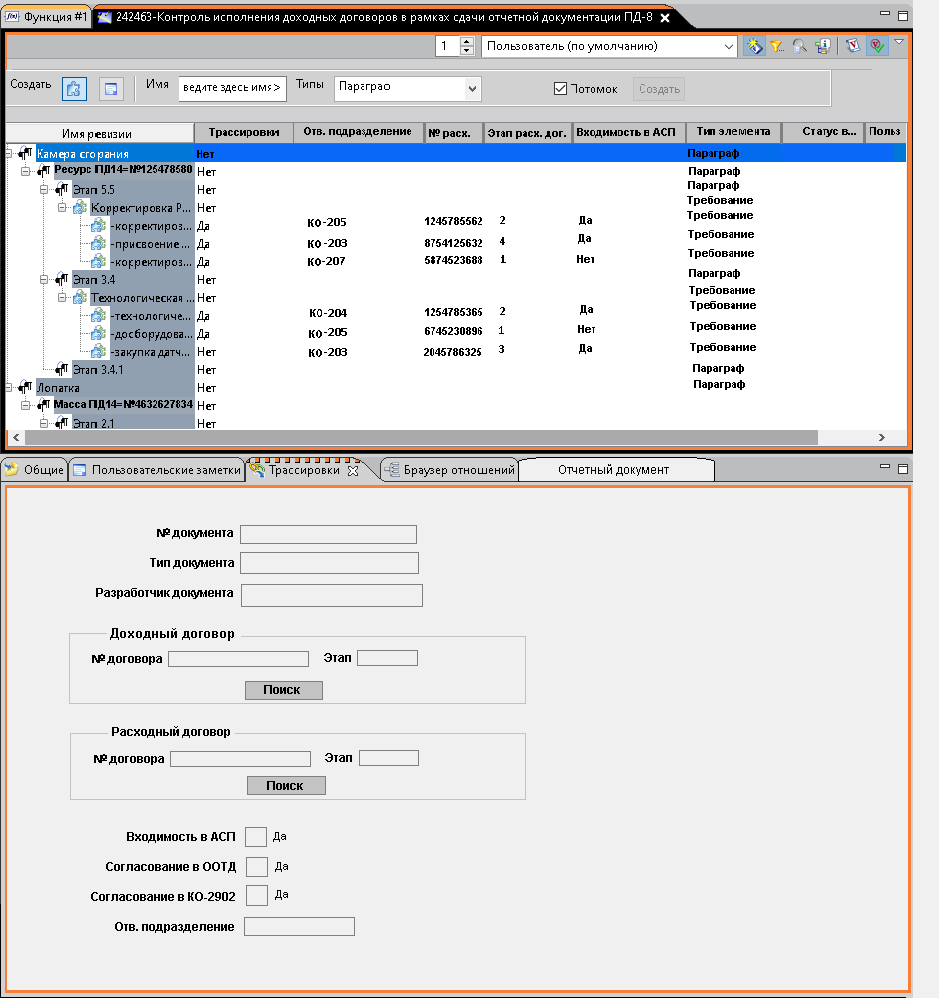 Функция #1 242463-Контроль исполнения доходных договоров в рамках сдачи отчетной документации ПД-8
1 Пользователь (по умолчанию)
Создать Имя ведите здесь имя> Типы Параграф Потомок Создать
Имя ревизии Трассировки Отв. подразделение № расх. Этап расх. дог. Входимость в АСП Тип элемента Статус в... Польз
Камера сгорания Нет Параграф
Ресурс ПД14=№125478580 Нет Параграф
Этап 5.5 Нет Параграф
Корректировка Р... Нет Требование
-корректироз... Да КО-205 1245785562 2 Да Требование
-присвоение ... Да КО-203 8754125632 4 Да Требование
-корректироз... Да КО-207 5874523688 1 Нет Требование
Этап 3.4 Нет Параграф
Технологическая ... Нет Требование
-технологиче... Да КО-204 1254785365 2 Да Требование
-досборудова... Да КО-205 6745230896 1 Нет Требование
-закупка датч... Да КО-203 2045786325 3 Да Требование
Этап 3.4.1 Нет Параграф
Лопатка Нет Параграф
Масса ПД14=№4632627834 Нет
Этап 2.1 Нет
Общие Пользовательские заметки Трассировки Браузер отношений Отчетный документ
№ документа
Тип документа
Разработчик документа
Доходный договор
№ договора Этап
Поиск
Расходный договор
№ договора Этап
Поиск
Входимость в АСП Да
Согласование в ООТД Да
Согласование в КО-2902 Да
Отв. подразделение